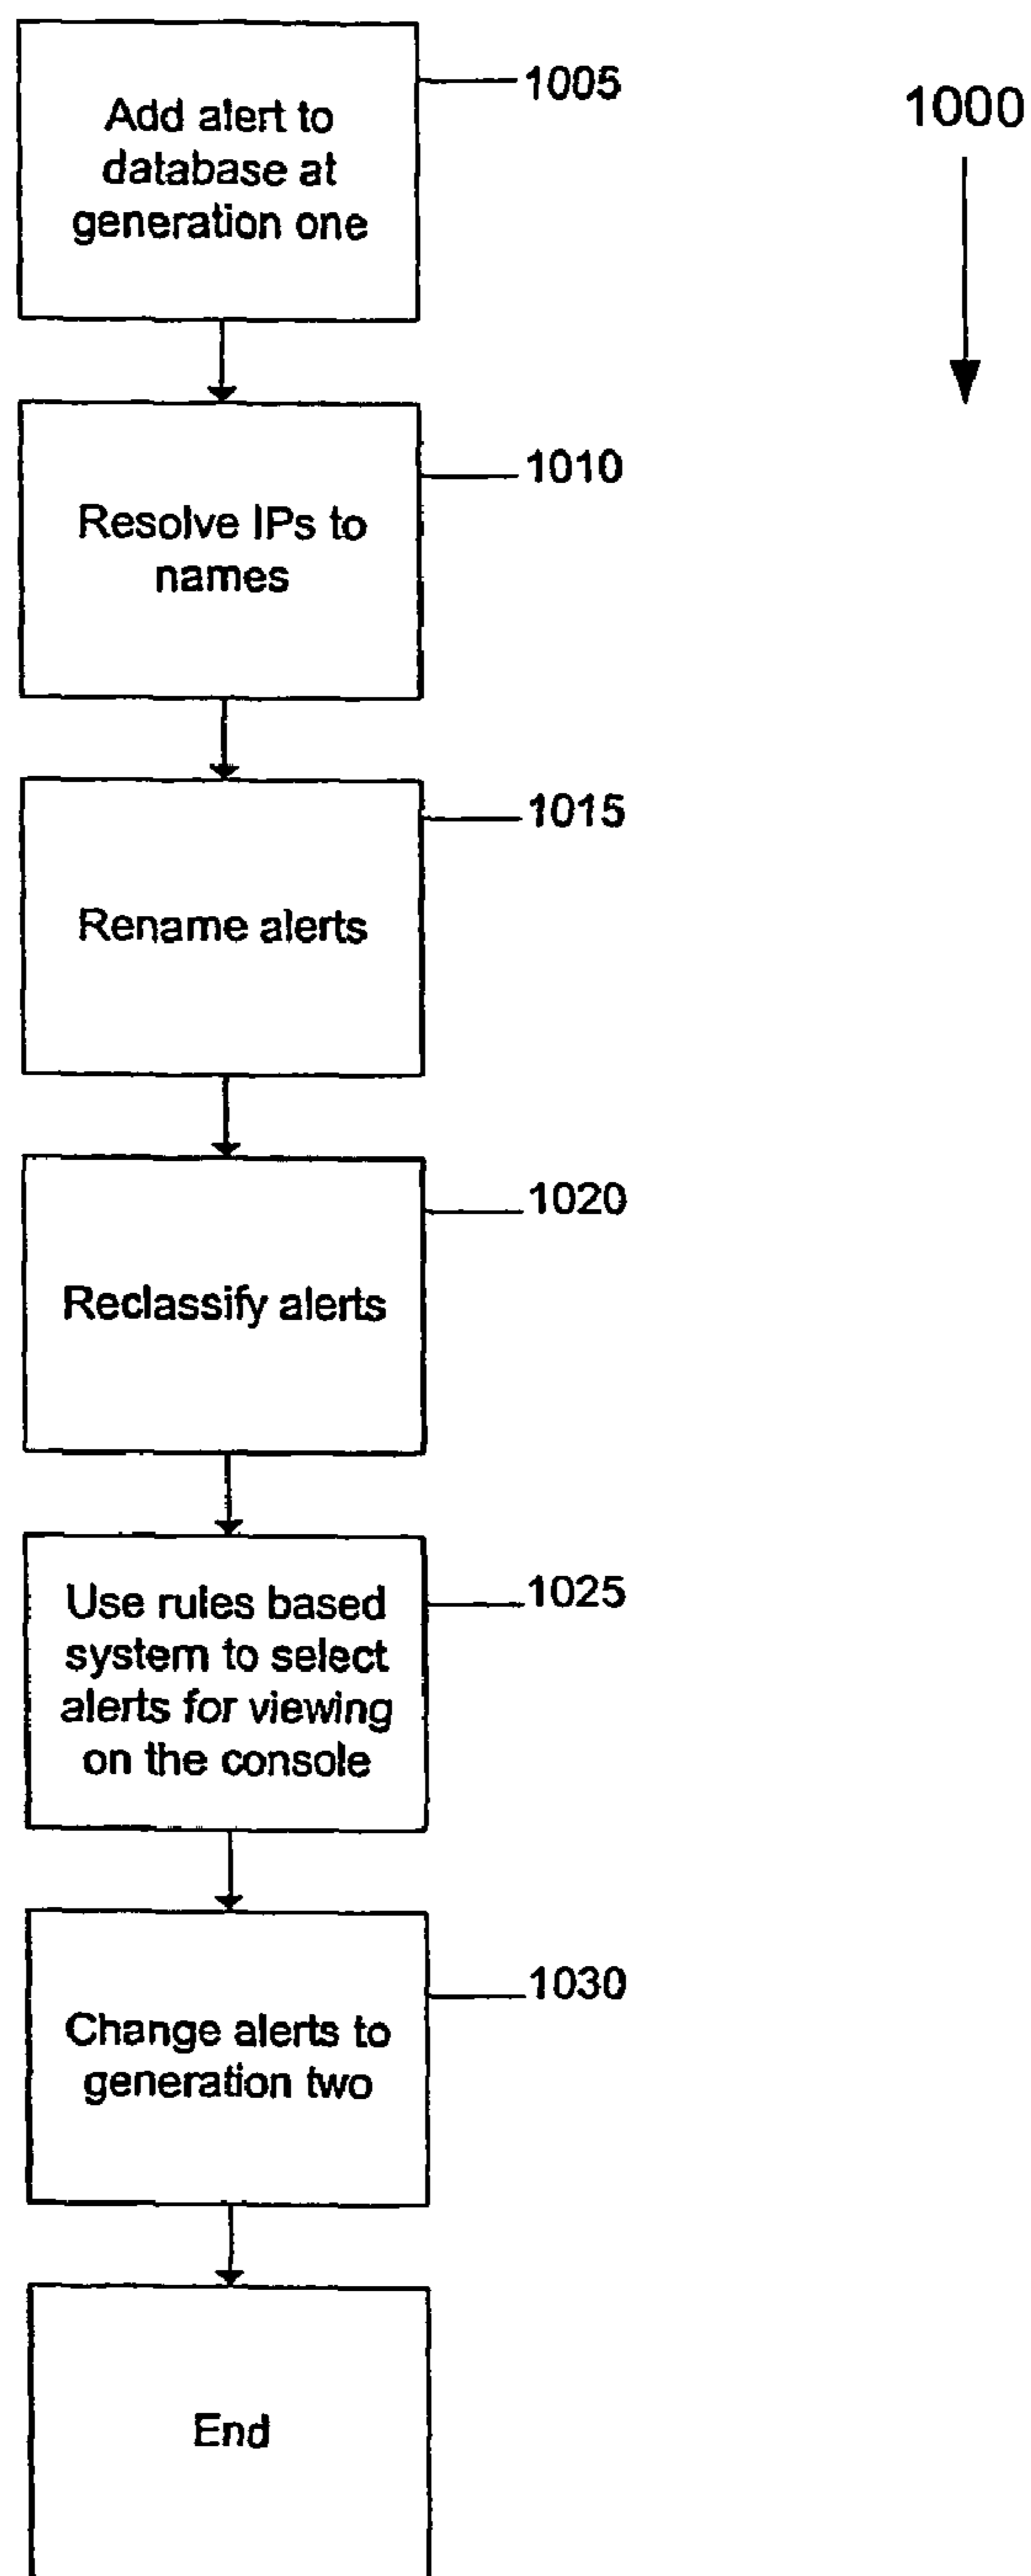 1005
1000
Add alert to
database at
generation one
1010
Resolve IPs to
names
1015
Rename alerts
1020
Reclassify alerts
1025
Use rules based
system to select
alerts for viewing
on the console
1030
Change alerts to
generation two
End